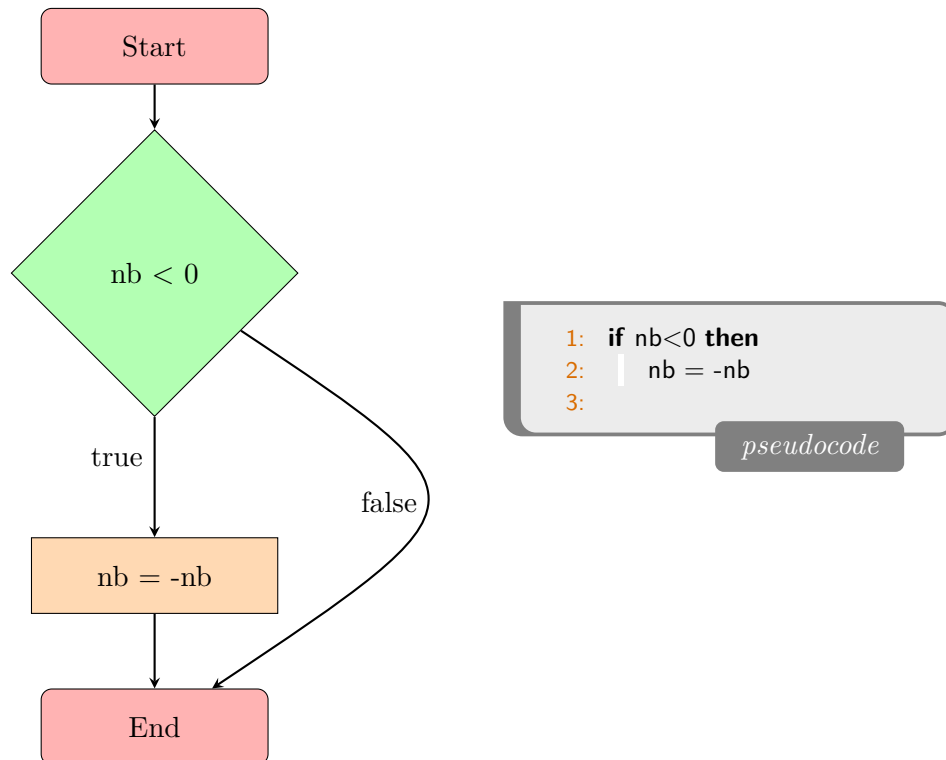 Start
nb < 0
true
false
nb = -nb
End
1: if nb<0 then
2: nb = -nb
3:
pseudocode